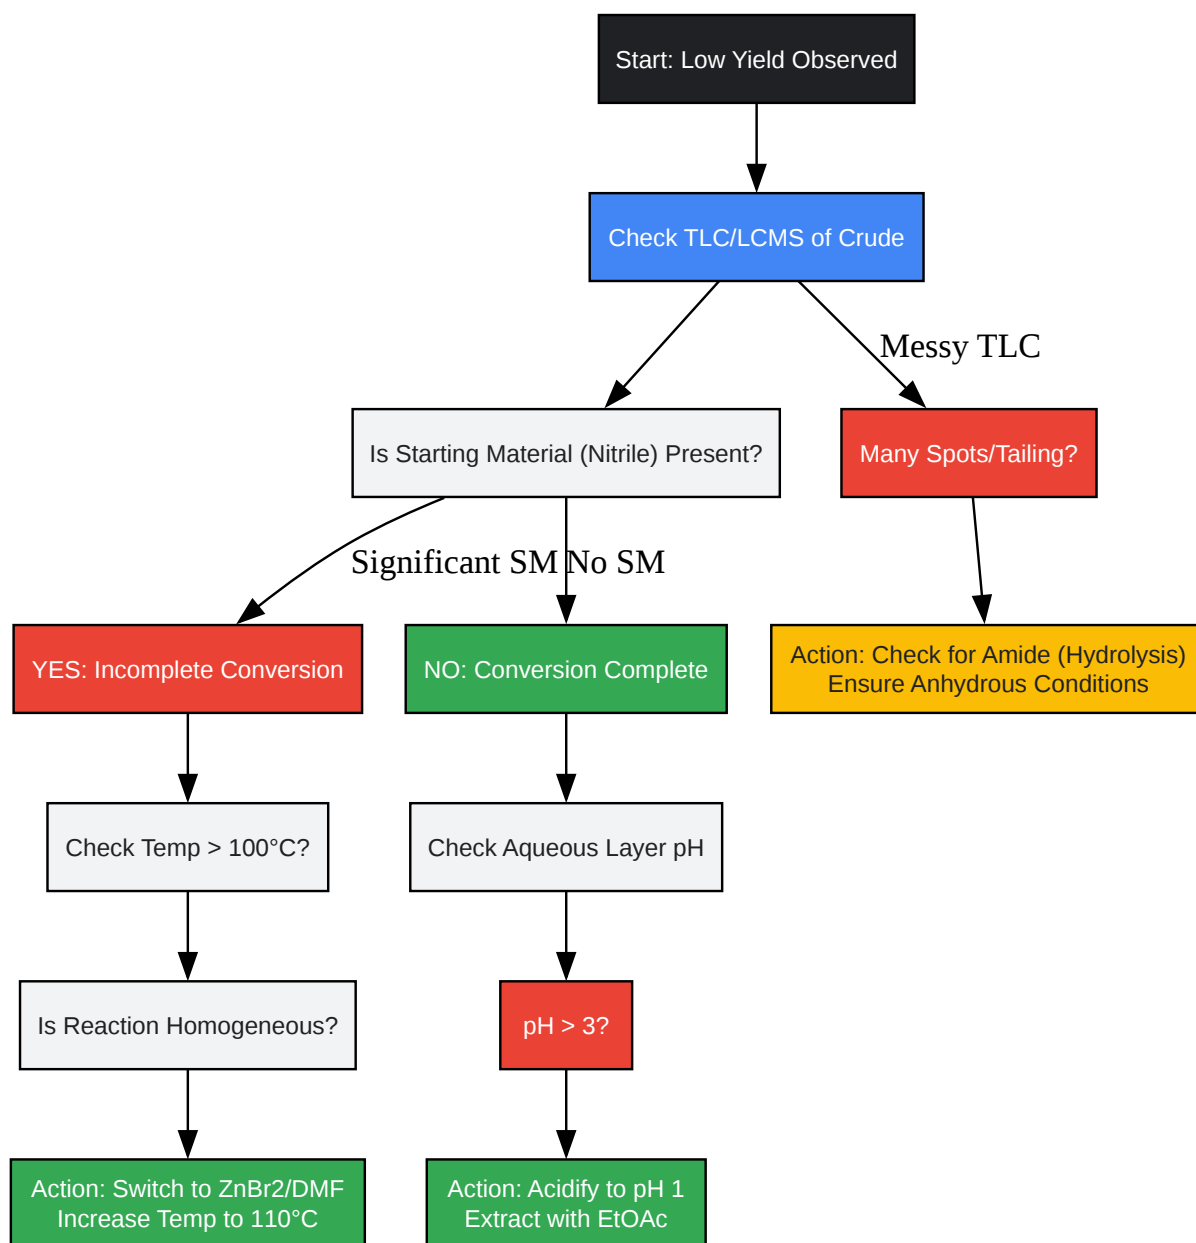 Start: Low Yield Observed
Check TLC/LCMS of Crude
Messy TLC
Is Starting Material (Nitrile) Present?
Many Spots/Tailing?
Significant SM
No SM
YES: Incomplete Conversion
NO: Conversion Complete
Action: Check for Amide (Hydrolysis)
Ensure Anhydrous Conditions
Check Temp > 100°C?
Check Aqueous Layer pH
Is Reaction Homogeneous?
pH > 3?
Action: Switch to ZnBr2/DMF
Increase Temp to 110°C
Action: Acidify to pH 1
Extract with EtOAc